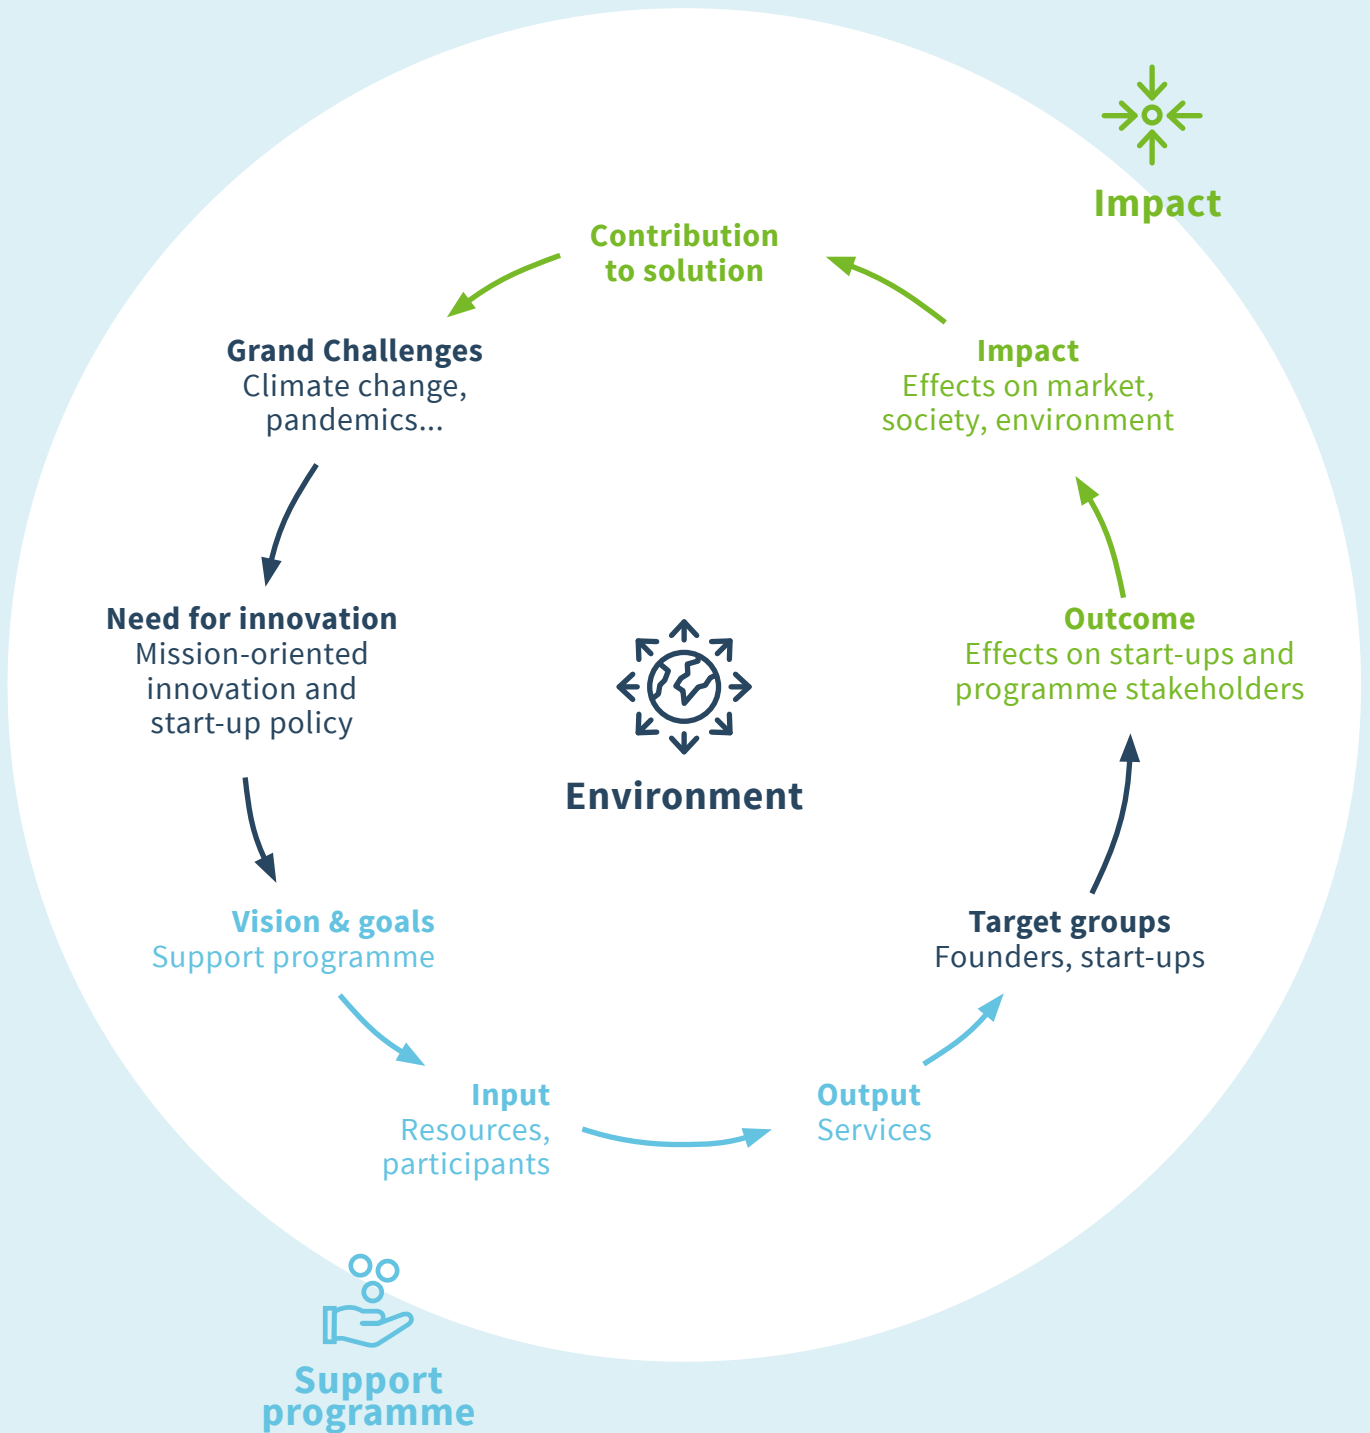 Impact
Contribution
to solution
Grand Challenges
Climate change,
pandemics...
Impact
Effects on market,
society, environment
Need for innovation
Mission-oriented
innovation and
start-up policy
Outcome
Effects on start-ups and
programme stakeholders
Environment
Vision & goals
Support programme
Target groups
Founders, start-ups
Input
Resources,
participants
Output
Services
Support
programme